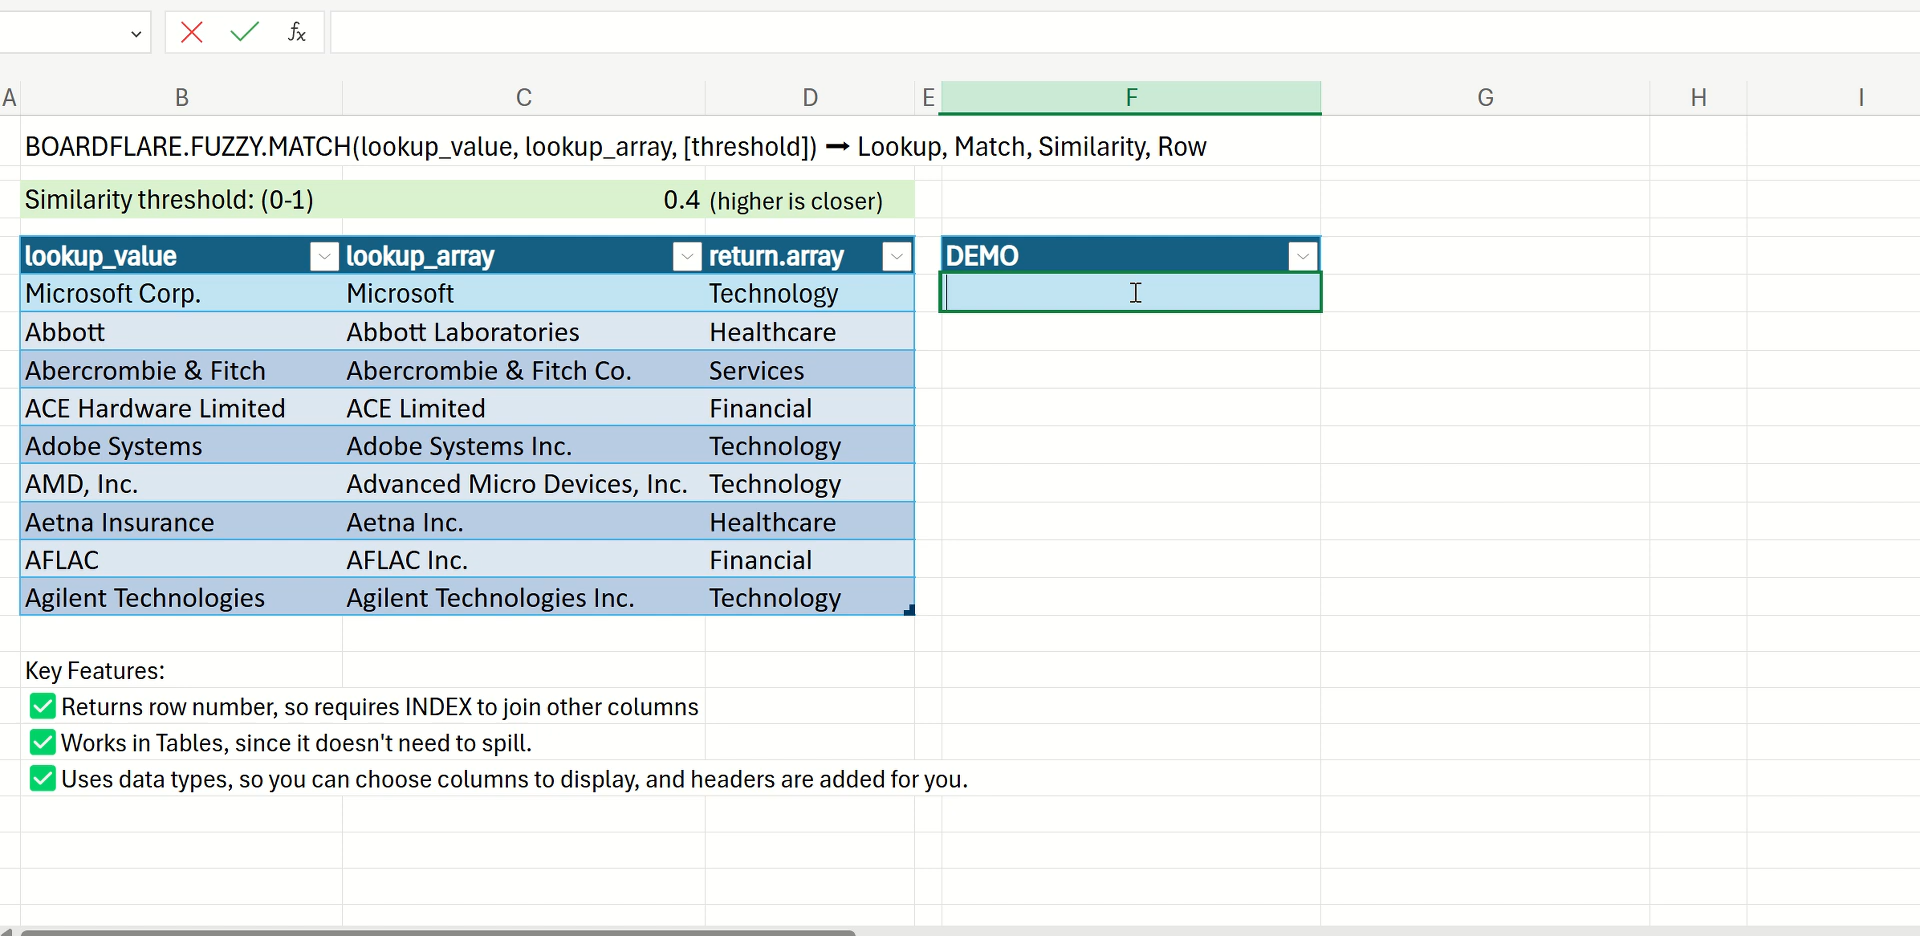 fx
A B C D E F G H I
BOARDFLARE.FUZZY.MATCH(lookup_value, lookup_array, [threshold]) ➞ Lookup, Match, Similarity, Row
Similarity threshold: (0-1) 0.4 (higher is closer)
lookup_value lookup_array return.array DEMO
Microsoft Corp. Microsoft Technology
Abbott Abbott Laboratories Healthcare
Abercrombie & Fitch Abercrombie & Fitch Co. Services
ACE Hardware Limited ACE Limited Financial
Adobe Systems Adobe Systems Inc. Technology
AMD, Inc. Advanced Micro Devices, Inc. Technology
Aetna Insurance Aetna Inc. Healthcare
AFLAC AFLAC Inc. Financial
Agilent Technologies Agilent Technologies Inc. Technology
Key Features:
✅ Returns row number, so requires INDEX to join other columns
✅ Works in Tables, since it doesn't need to spill.
✅ Uses data types, so you can choose columns to display, and headers are added for you.